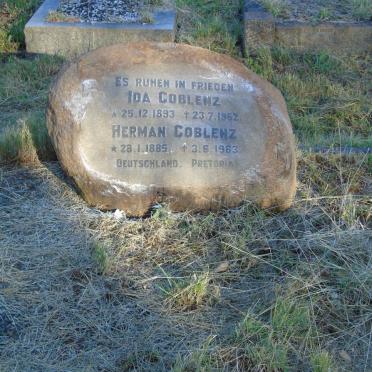 ES RUHEN IN FRIEDEN
IDA COBLENZ
*25.12.1893 †23.7.1962
HERMAN COBLENZ
*28.1.1885 †3.6.1963
DEUTSCHLAND. PRETORIA